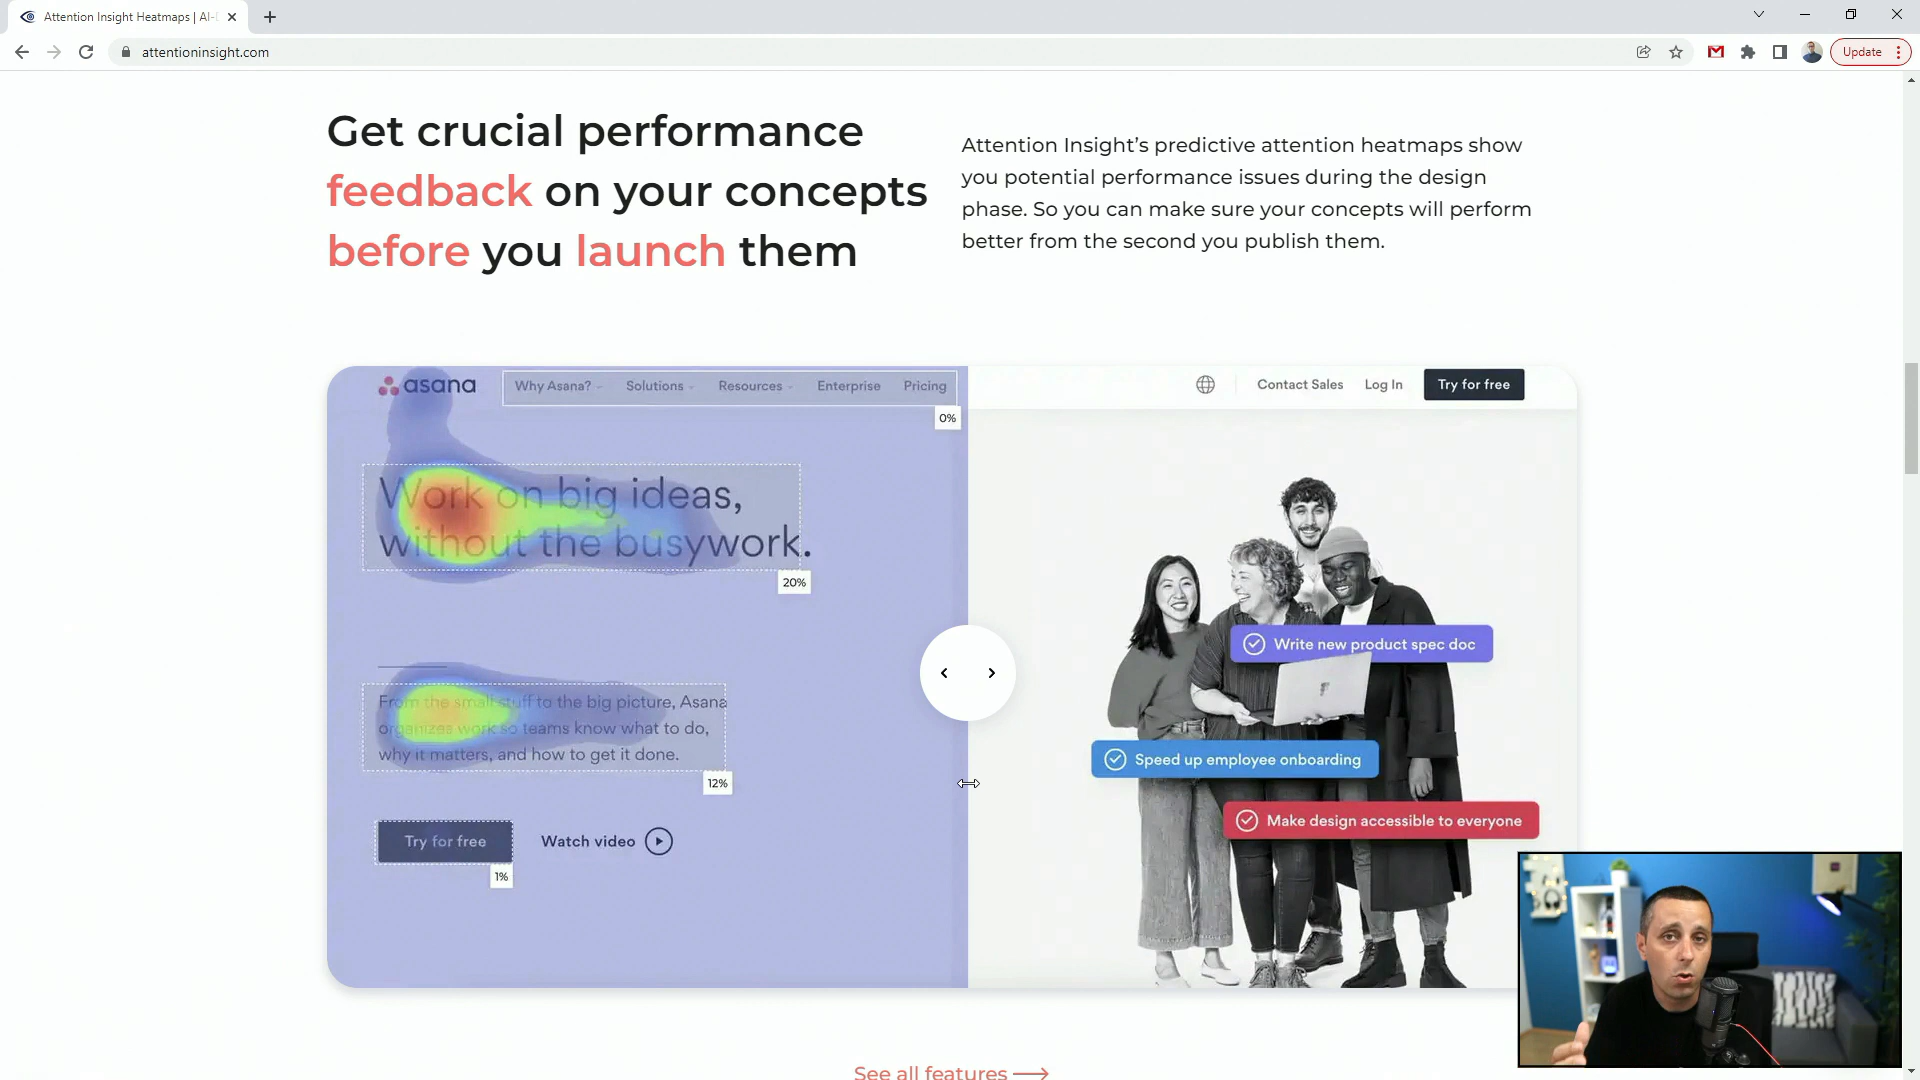 Attention Insight Heatmaps | AI-
attentioninsight.com
Update
Get crucial performance
feedback on your concepts
before you launch them
Attention Insight's predictive attention heatmaps show
you potential performance issues during the design
phase. So you can make sure your concepts will perform
better from the second you publish them.
asana
Why Asana?
Solutions
Resources
Enterprise
Pricing
Contact Sales
Log In
Try for free
0%
Work on big ideas,
without the busywork.
20%
From the small stuff to the big picture, Asana
organizes work so teams know what to do,
why it matters, and how to get it done.
12%
Try for free
Watch video
1%
Write new product spec doc
Speed up employee onboarding
Make design accessible to everyone
See all features